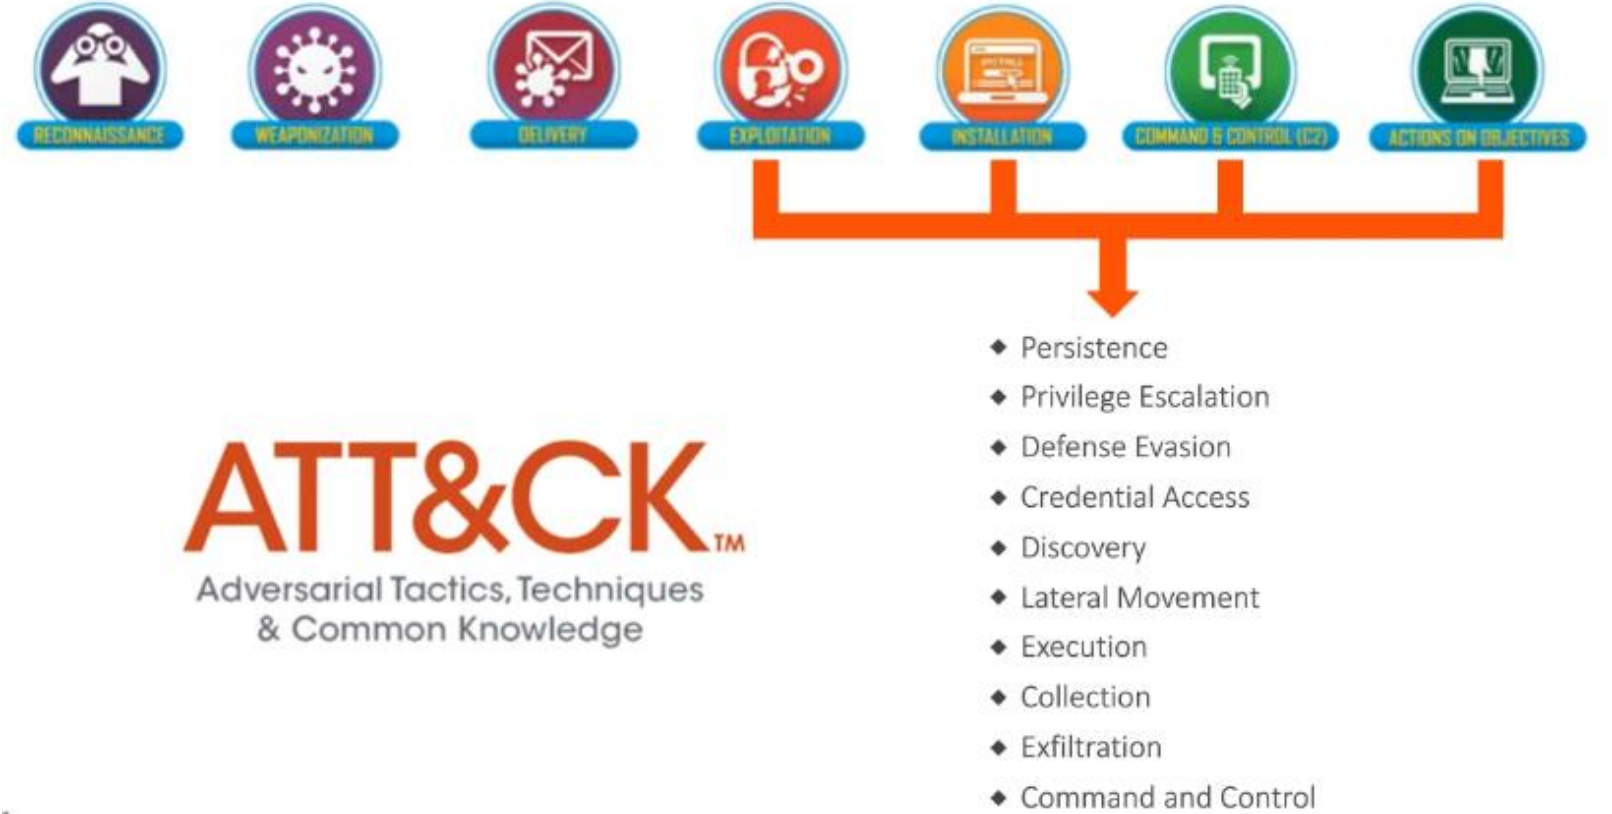 RECONNAISSANCE
WEAPONIZATION
DELIVERY
EXPLOITATION
INSTALLATION
COMMAND & CONTROL (C2)
ACTIONS ON OBJECTIVES
Persistence
Privilege Escalation
Defense Evasion
Credential Access
Discovery
Lateral Movement
Execution
Collection
Exfiltration
Command and Control
ATT&CK™
Adversarial Tactics, Techniques
& Common Knowledge